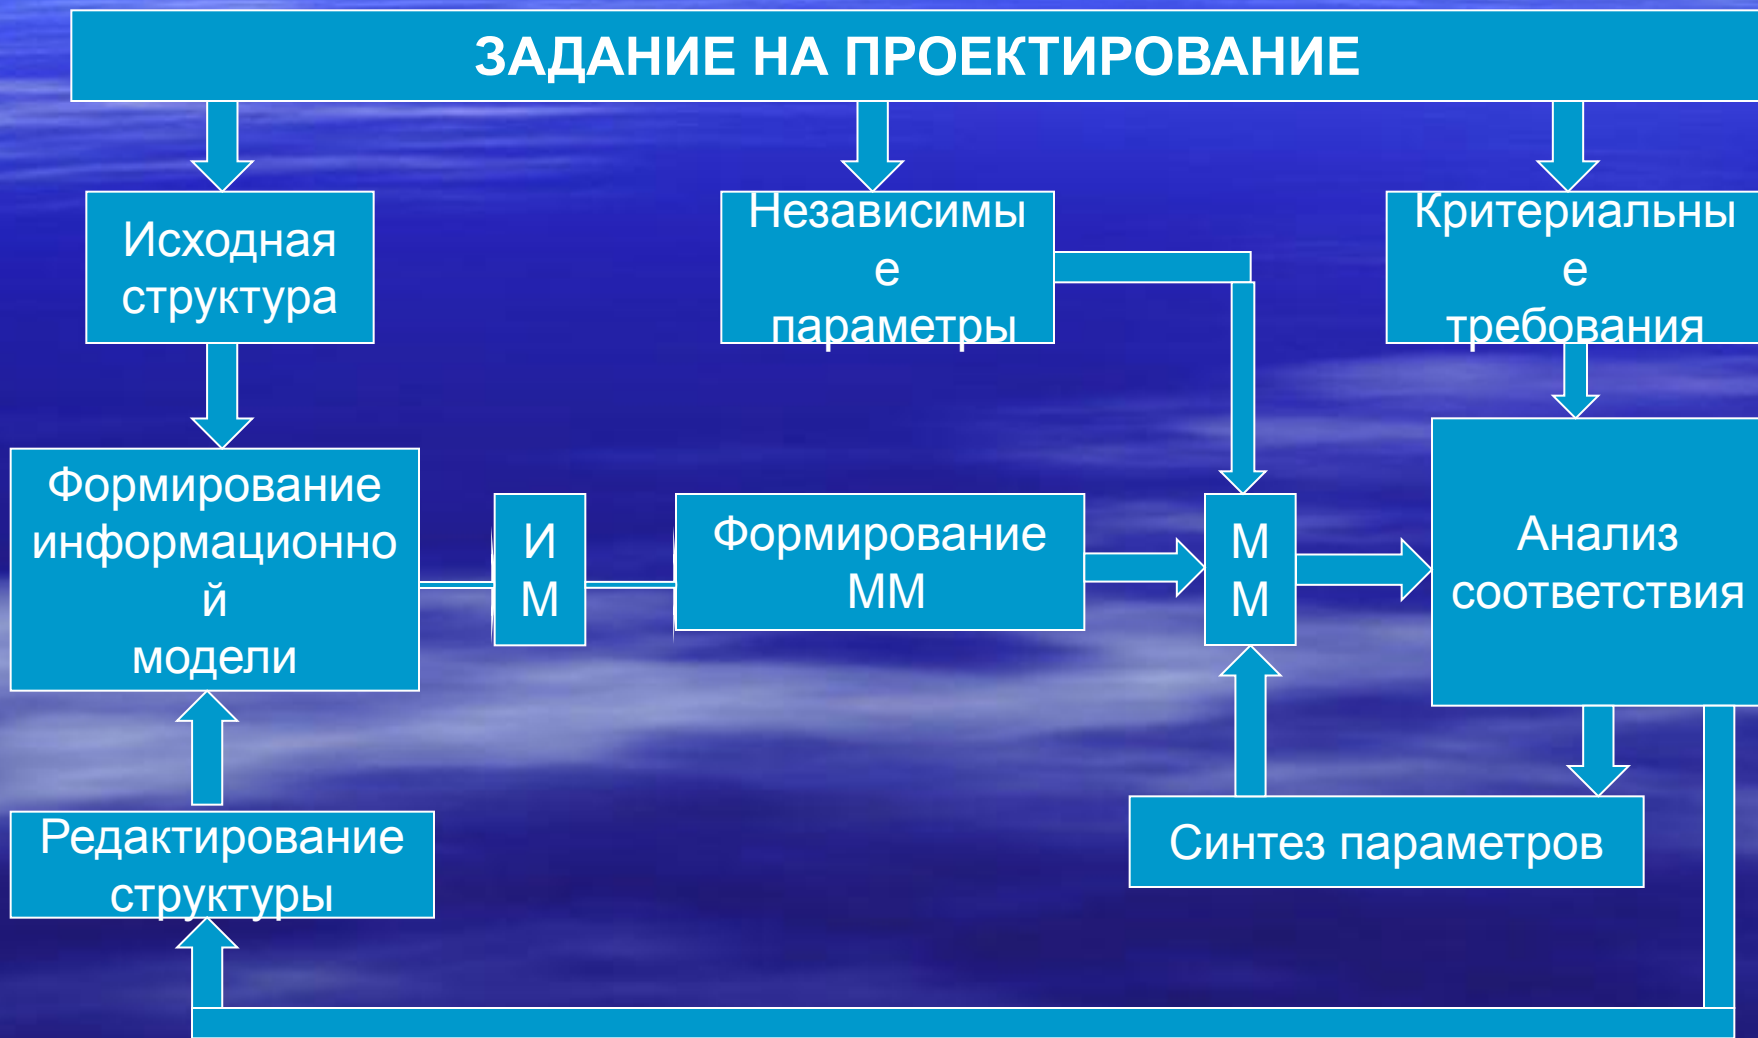 ЗАДАНИЕ НА ПРОЕКТИРОВАНИЕ
Исходная
структура
Независимы
е
параметры
Критериальны
е
требования
Формирование
информационно
й
модели
И
М
Формирование
ММ
М
М
Анализ
соответствия
Редактирование
структуры
Синтез параметров